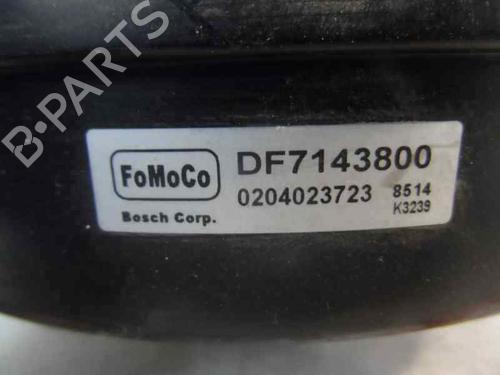 B-PARTS
FoMoCo
Bosch Corp.
DF7143800
0204023723
8514
K3239